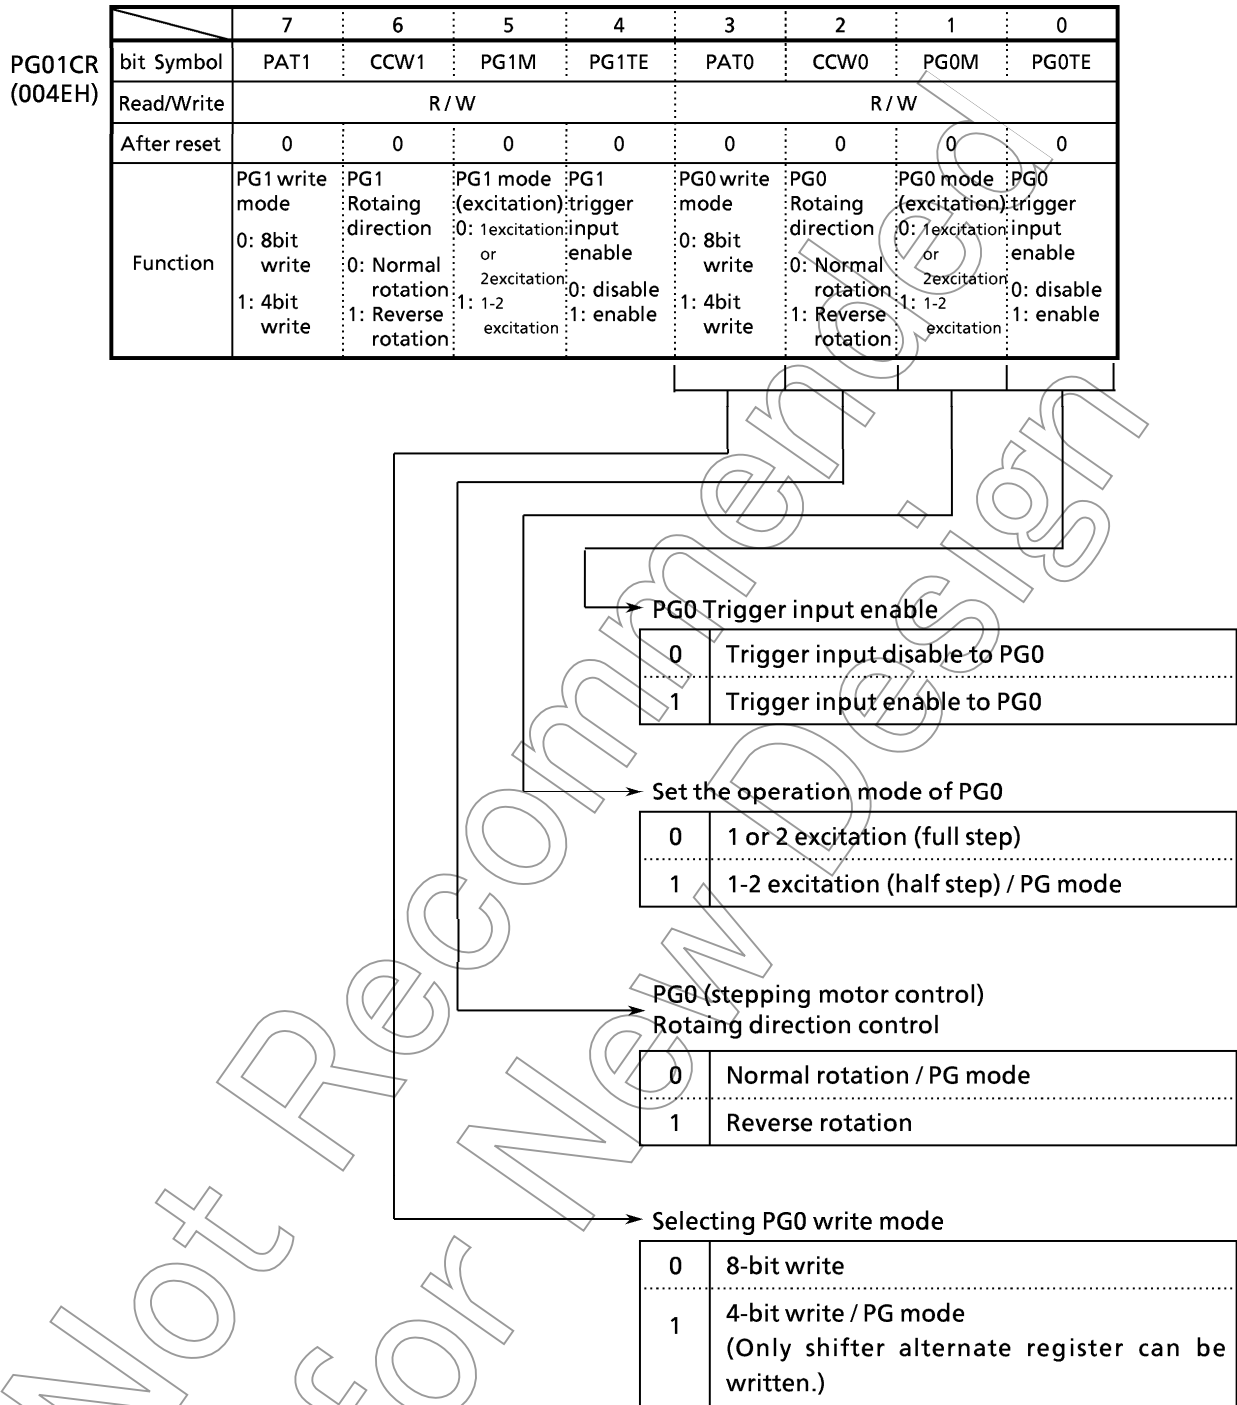 7 6 5 4 3 2 1 0
PG01CR
(004EH)
bit Symbol PAT1 CCW1 PG1M PG1TE PAT0 CCW0 PG0M PG0TE
Read/Write R / W R / W
After reset 0 0 0 0 0 0 0 0
Function
PG1 write
mode
0: 8bit
write
1: 4bit
write
PG1
Rotaing
direction
0: Normal
rotation
1: Reverse
rotation
PG1 mode
(excitation)
0: 1excitation
or
2excitation
1: 1-2
excitation
PG1
trigger
input
enable
0: disable
1: enable
PG0 write
mode
0: 8bit
write
1: 4bit
write
PG0
Rotaing
direction
0: Normal
rotation
1: Reverse
rotation
PG0 mode
(excitation)
0: 1excitation
or
2excitation
1: 1-2
excitation
PG0
trigger
input
enable
0: disable
1: enable
PG0 Trigger input enable
0 Trigger input disable to PG0
1 Trigger input enable to PG0
Set the operation mode of PG0
0 1 or 2 excitation (full step)
1 1-2 excitation (half step) / PG mode
PG0 (stepping motor control)
Rotaing direction control
0 Normal rotation / PG mode
1 Reverse rotation
Selecting PG0 write mode
0 8-bit write
1 4-bit write / PG mode
(Only shifter alternate register can be
written.)
Not Recommended
for New Design